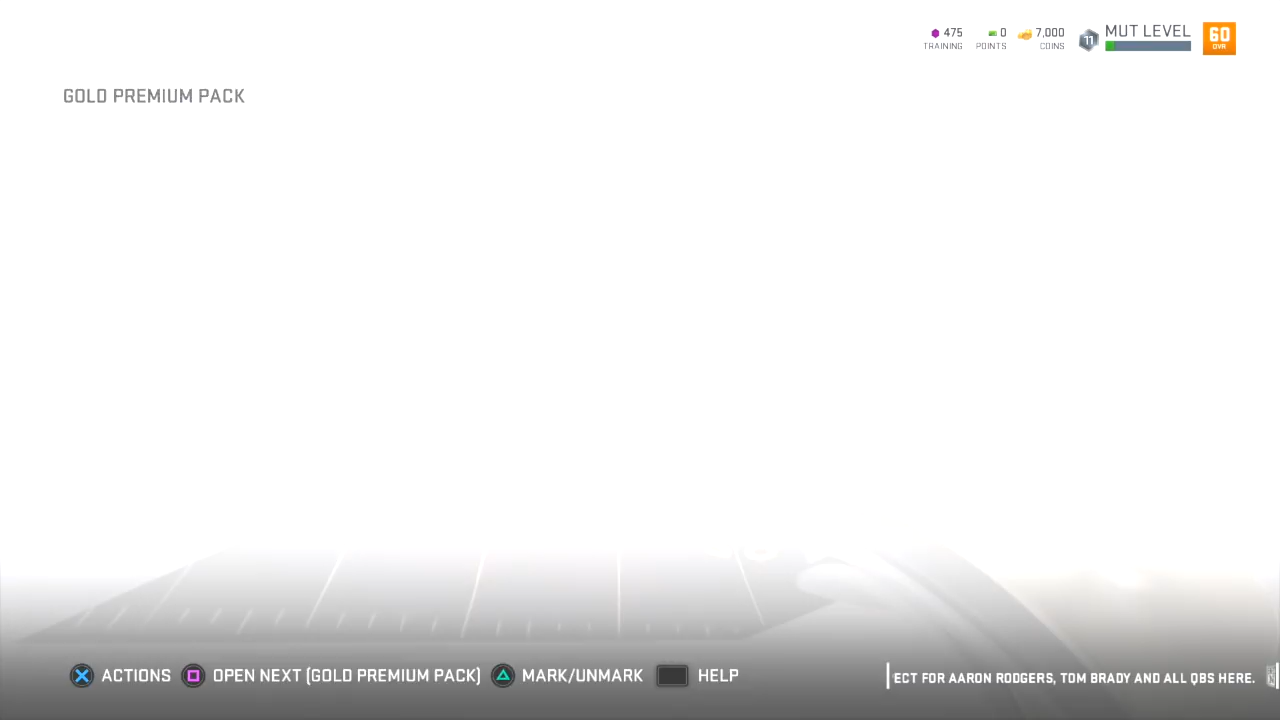 475
TRAINING
0
POINTS
7,000
COINS
11
MUT LEVEL
60
OVR
GOLD PREMIUM PACK
ACTIONS
OPEN NEXT (GOLD PREMIUM PACK)
MARK/UNMARK
HELP
ECT FOR AARON RODGERS, TOM BRADY AND ALL QBS HERE.